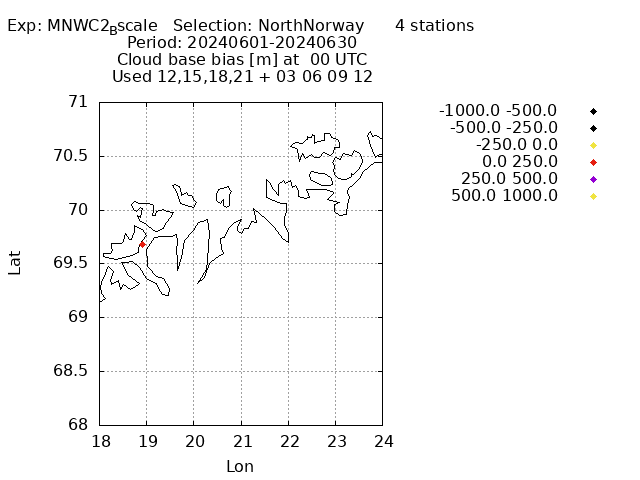 Exp: MNWC2_Bscale Selection: NorthNorway 4 stations
Period: 20240601-20240630
Cloud base bias [m] at 00 UTC
Used 12,15,18,21 + 03 06 09 12
-1000.0 -500.0
-500.0 -250.0
-250.0 0.0
0.0 250.0
250.0 500.0
500.0 1000.0
71
70.5
70
69.5
69
68.5
68
Lat
18 19 20 21 22 23 24
Lon